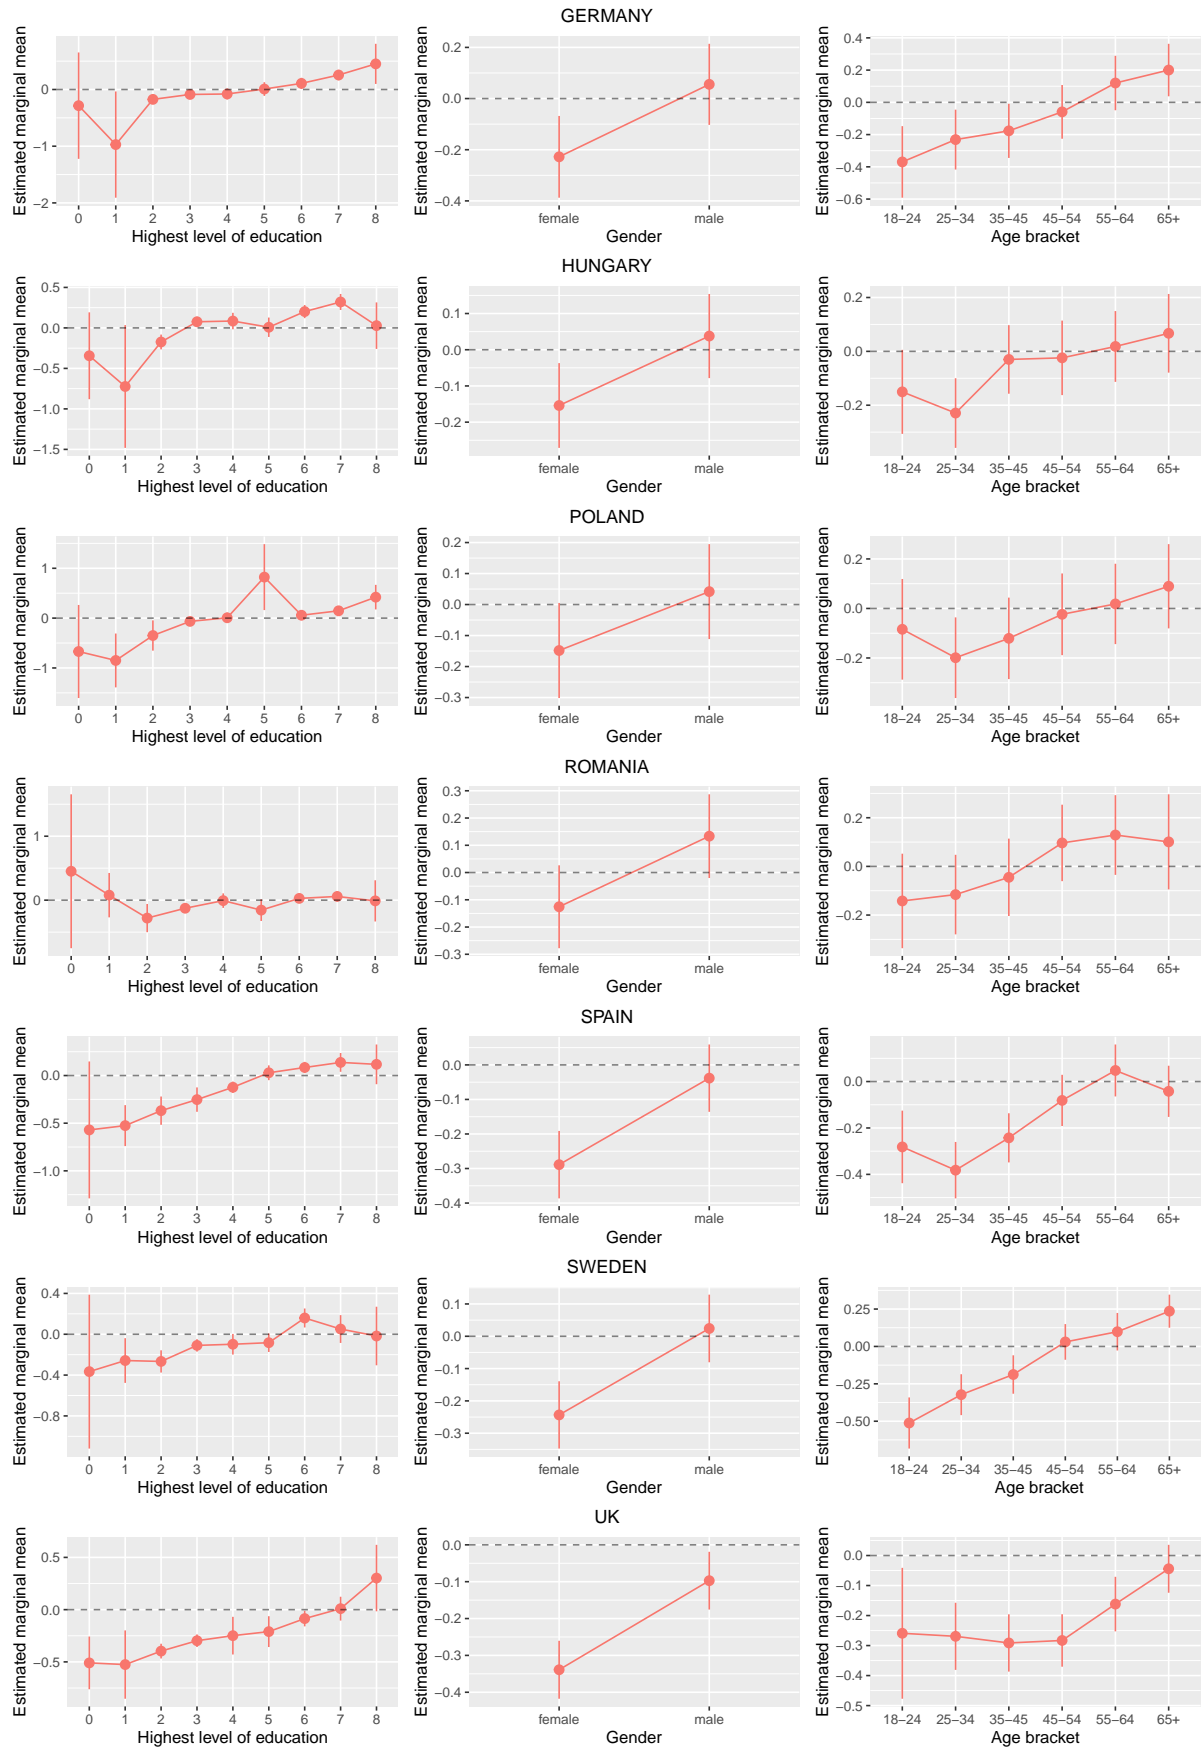 GERMANY
Estimated marginal mean
0
−1
−2
0 1 2 3 4 5 6 7 8
Highest level of education
Estimated marginal mean
0.2
0.0
−0.2
−0.4
female male
Gender
Estimated marginal mean
0.4
0.2
0.0
−0.2
−0.4
−0.6
18−24 25−34 35−45 45−54 55−64 65+
Age bracket
HUNGARY
Estimated marginal mean
0.5
0.0
−0.5
−1.0
−1.5
0 1 2 3 4 5 6 7 8
Highest level of education
Estimated marginal mean
0.1
0.0
−0.1
−0.2
female male
Gender
Estimated marginal mean
0.2
0.0
−0.2
18−24 25−34 35−45 45−54 55−64 65+
Age bracket
POLAND
Estimated marginal mean
1
0
−1
0 1 2 3 4 5 6 7 8
Highest level of education
Estimated marginal mean
0.2
0.1
0.0
−0.1
−0.2
−0.3
female male
Gender
Estimated marginal mean
0.2
0.0
−0.2
18−24 25−34 35−45 45−54 55−64 65+
Age bracket
ROMANIA
Estimated marginal mean
1
0
0 1 2 3 4 5 6 7 8
Highest level of education
Estimated marginal mean
0.3
0.2
0.1
0.0
−0.1
−0.2
−0.3
female male
Gender
Estimated marginal mean
0.2
0.0
−0.2
18−24 25−34 35−45 45−54 55−64 65+
Age bracket
SPAIN
Estimated marginal mean
0.0
−0.5
−1.0
0 1 2 3 4 5 6 7 8
Highest level of education
Estimated marginal mean
0.0
−0.1
−0.2
−0.3
−0.4
female male
Gender
Estimated marginal mean
0.0
−0.2
−0.4
18−24 25−34 35−45 45−54 55−64 65+
Age bracket
SWEDEN
Estimated marginal mean
0.4
0.0
−0.4
−0.8
0 1 2 3 4 5 6 7 8
Highest level of education
Estimated marginal mean
0.1
0.0
−0.1
−0.2
−0.3
female male
Gender
Estimated marginal mean
0.25
0.00
−0.25
−0.50
18−24 25−34 35−45 45−54 55−64 65+
Age bracket
UK
Estimated marginal mean
0.5
0.0
−0.5
0 1 2 3 4 5 6 7 8
Highest level of education
Estimated marginal mean
0.0
−0.1
−0.2
−0.3
−0.4
female male
Gender
Estimated marginal mean
0.0
−0.1
−0.2
−0.3
−0.4
−0.5
18−24 25−34 35−45 45−54 55−64 65+
Age bracket